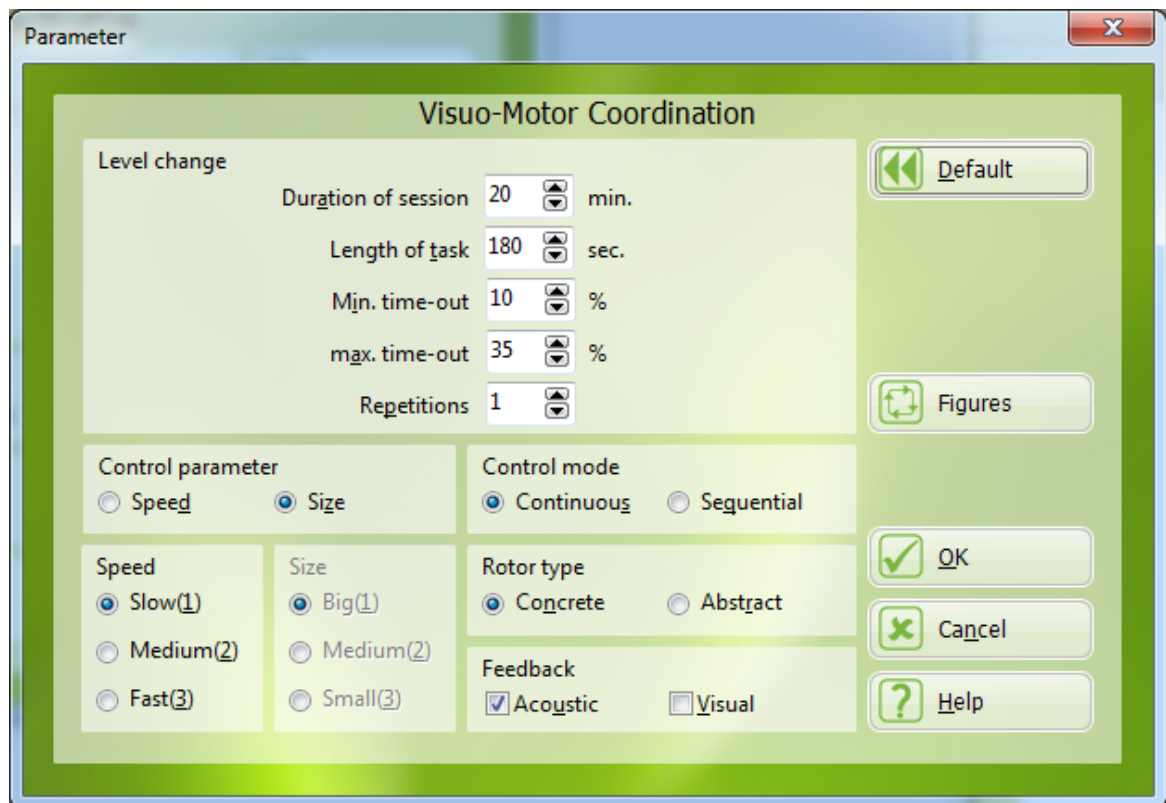 Parameter
Visuo-Motor Coordination
Level change
Duration of session 20 min.
Length of task 180 sec.
Min. time-out 10 %
max. time-out 35 %
Repetitions 1
Control parameter
Speed Size
Control mode
Continuous Sequential
Speed
Slow(1)
Medium(2)
Fast(3)
Size
Big(1)
Medium(2)
Small(3)
Rotor type
Concrete Abstract
Feedback
Acoustic Visual
Default
Figures
OK
Cancel
Help